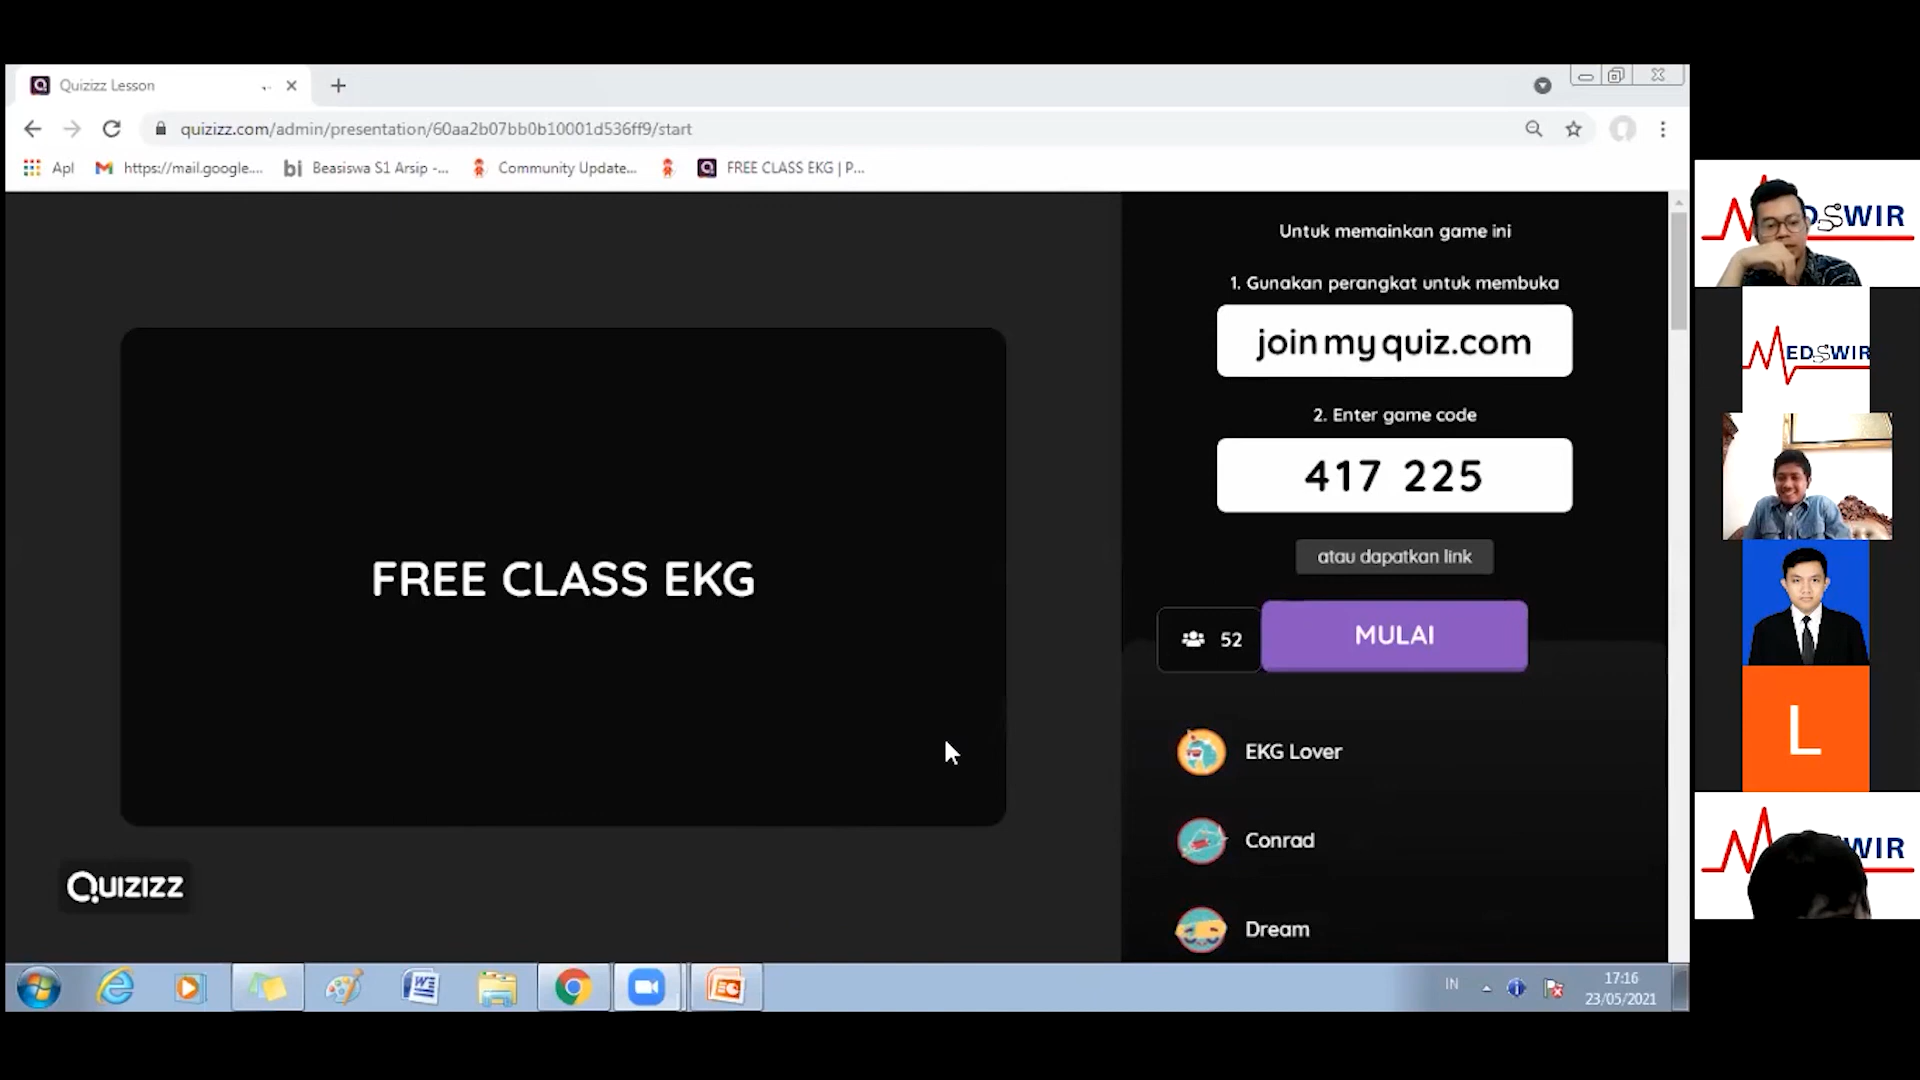 Quizizz Lesson
quizizz.com/admin/presentation/60aa2b07bb0b10001d536ff9/start
Apl
https://mail.google....
bi
Beasiswa S1 Arsip -...
Community Update...
FREE CLASS EKG | P...
FREE CLASS EKG
Quizizz
Untuk memainkan game ini
1. Gunakan perangkat untuk membuka
joinmyquiz.com
2. Enter game code
417 225
atau dapatkan link
52
MULAI
EKG Lover
Conrad
Dream
IN
17:16
23/05/2021
EDSWIR
L
WIR